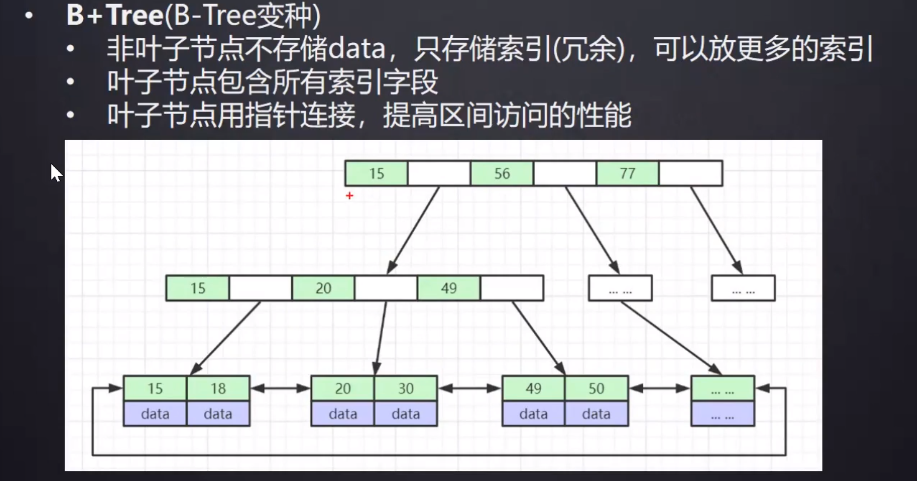 • B+Tree(B-Tree变种)
• 非叶子节点不存储data，只存储索引(冗余)，可以放更多的索引
• 叶子节点包含所有索引字段
• 叶子节点用指针连接，提高区间访问的性能
15 56 77
15 20 49 ... ... ... ...
15 18 20 30 49 50 ... ...
data data data data data data ... ...